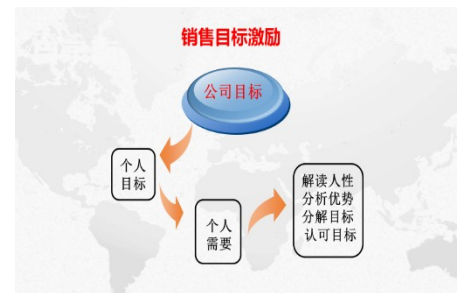 销售目标激励
公司目标
个人
目标
个人
需要
解读人性
分析优势
分解目标
认可目标